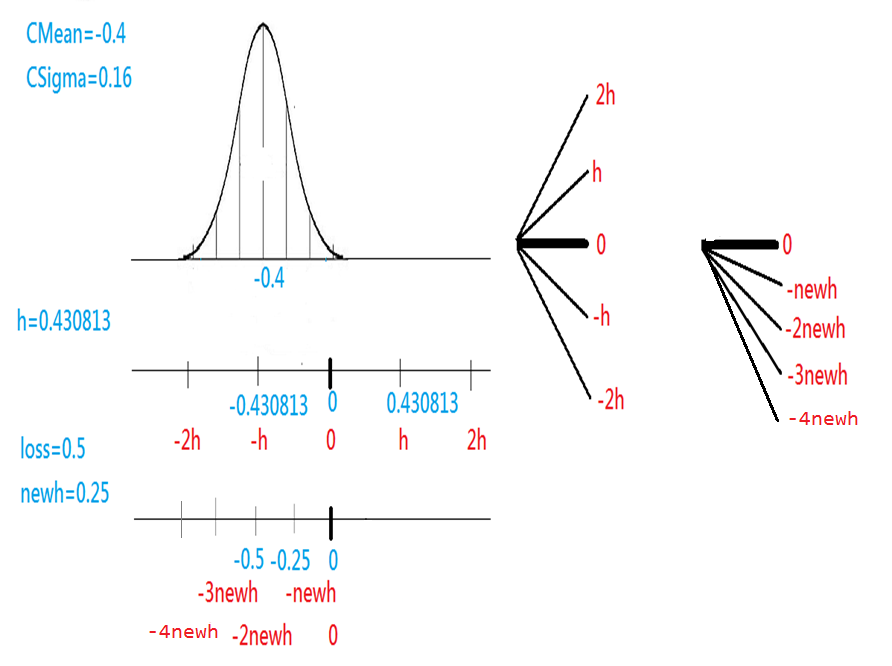 CMean=-0.4
CSigma=0.16
-0.4
h=0.430813
-0.430813 0 0.430813
-2h -h 0 h 2h
loss=0.5
newh=0.25
-0.5 -0.25 0
-3newh -newh
-4newh -2newh 0
2h
h
0
-h
-2h
0
-newh
-2newh
-3newh
-4newh